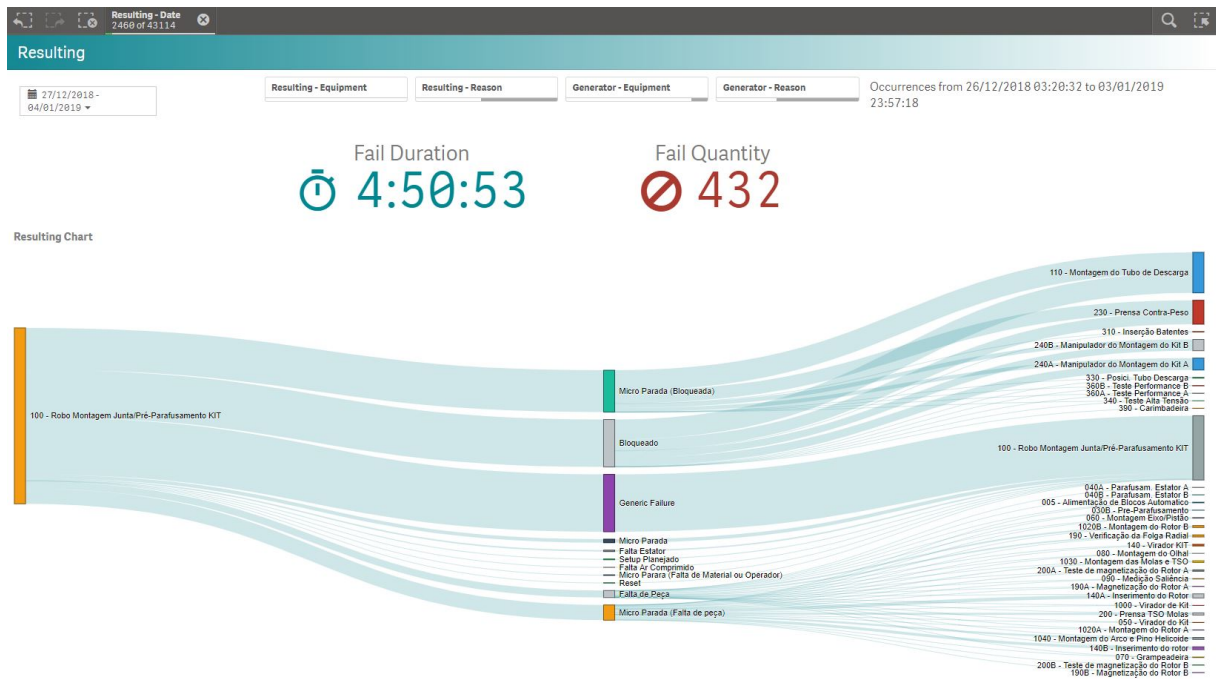 Resulting - Date
2460 of 43114
Resulting
27/12/2018 -
04/01/2019
Resulting - Equipment
Resulting - Reason
Generator - Equipment
Generator - Reason
Occurrences from 26/12/2018 03:20:32 to 03/01/2019
23:57:18
Fail Duration
4:50:53
Fail Quantity
432
Resulting Chart
100 - Robo Montagem Junta/Pré-Parafusamento KIT
Micro Parada (Bloqueada)
Bloqueado
Generic Failure
Micro Parada
Falta Estator
Setup Planejado
Falta Ar Comprimido
Micro Parara (Falta de Material ou Operador)
Reset
Falta de Peça
Micro Parada (Falta de peça)
110 - Montagem do Tubo de Descarga
230 - Prensa Contra-Peso
310 - Inserção Batentes
240B - Manipulador do Montagem do Kit B
240A - Manipulador do Montagem do Kit A
330 - Posici. Tubo Descarga
360B - Teste Performance B
360A - Teste Performance A
340 - Teste Alta Tensão
390 - Carimbadeira
100 - Robo Montagem Junta/Pré-Parafusamento KIT
040A - Parafusam. Estator A
040B - Parafusam. Estator B
005 - Alimentação de Blocos Automatico
030B - Pre-Parafusamento
060 - Montagem Eixo/Pistão
1020B - Montagem do Rotor B
190 - Verificação da Folga Radial
140 - Virador KIT
080 - Montagem do Olhal
1030 - Montagem das Molas e TSO
200A - Teste de magnetização do Rotor A
090 - Medição Saliência
190A - Magnetização do Rotor A
140A - Inserimento do Rotor
1000 - Virador de Kit
200 - Prensa TSO Molas
050 - Virador do Kit
1020A - Montagem do Rotor A
1040 - Montagem do Arco e Pino Helicoide
140B - Inserimento do rotor
070 - Grampeadeira
200B - Teste de magnetização do Rotor B
190B - Magnetização do Rotor B